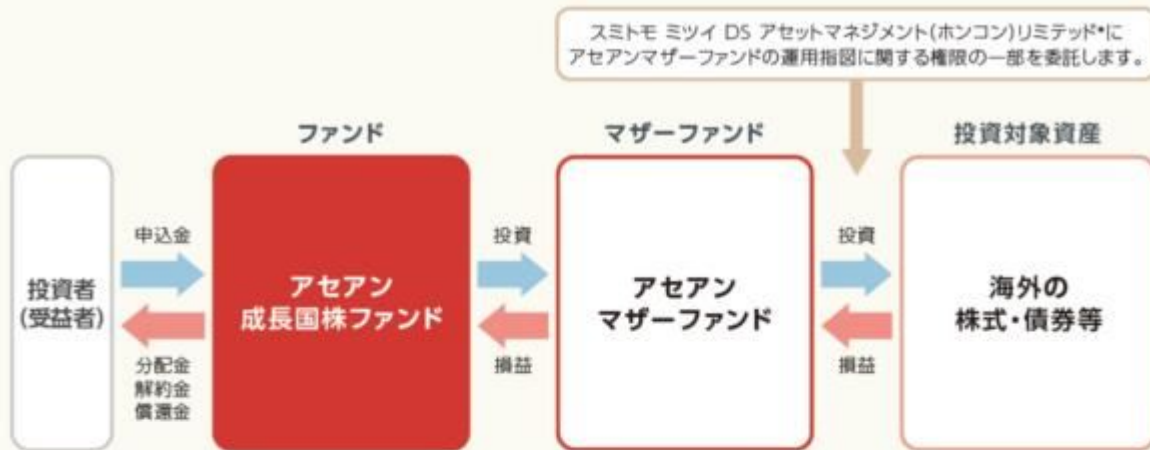 スミトモ ミツイ DS アセットマネジメント(ホンコン)リミテッド*に
アセアンマザーファンドの運用指図に関する権限の一部を委託します。
ファンド
マザーファンド
投資対象資産
投資者
(受益者)
申込金
分配金
解約金
償還金
アセアン
成長国株ファンド
投資
損益
アセアン
マザーファンド
投資
損益
海外の
株式・債券等